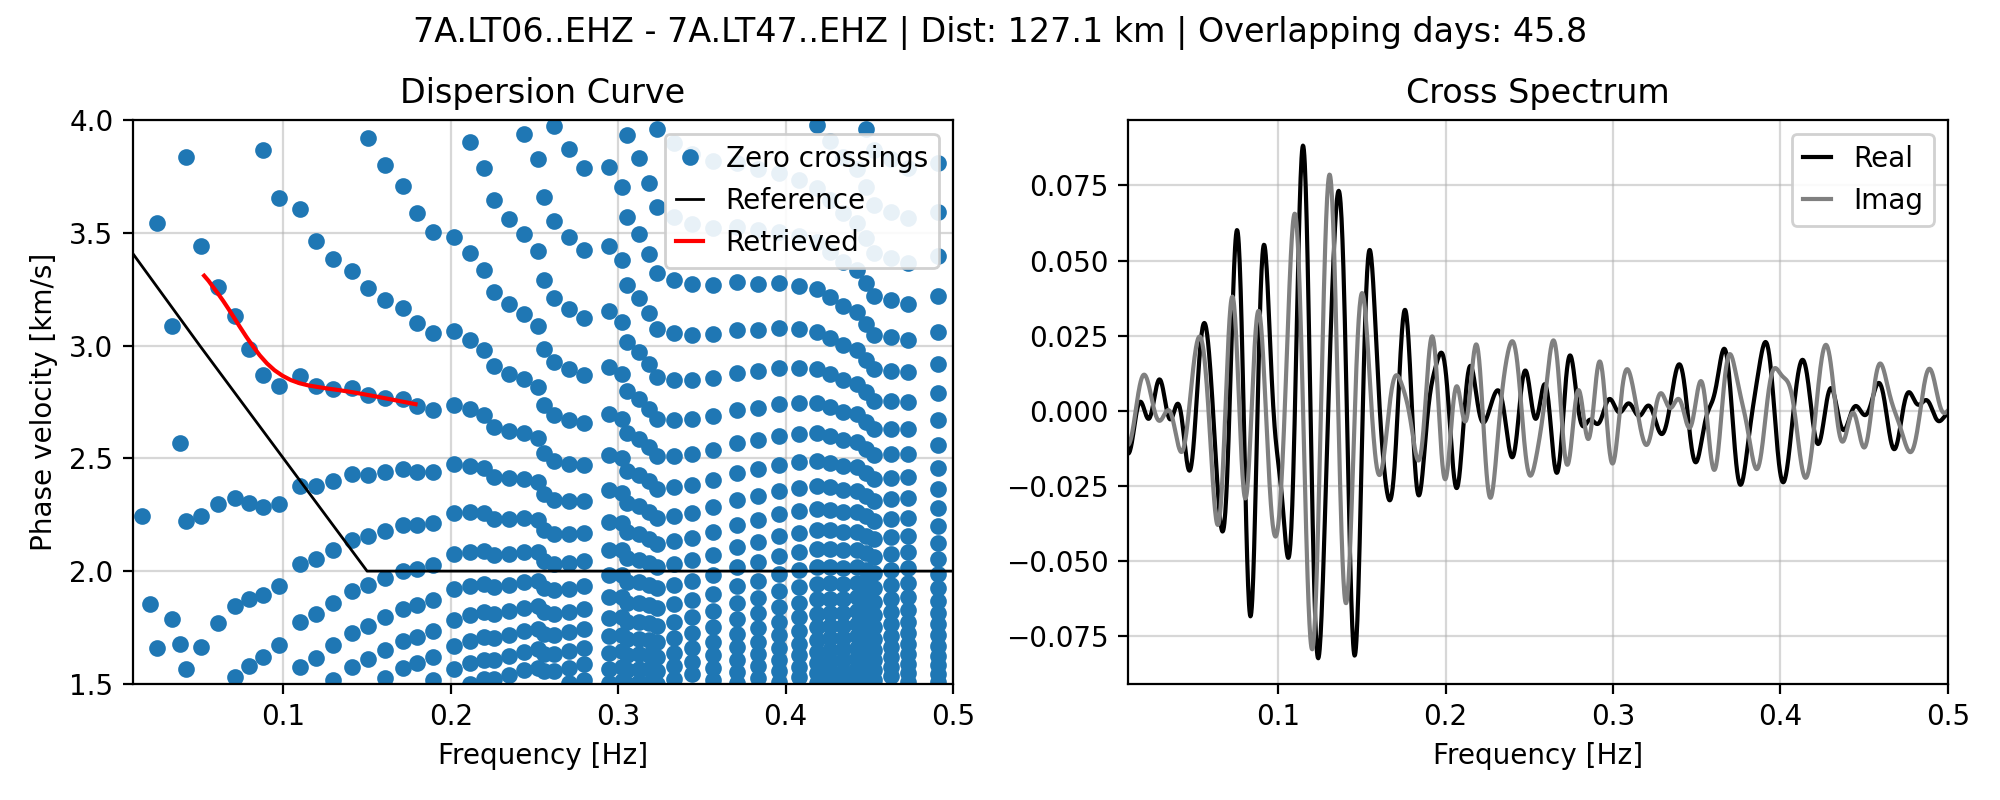 7A.LT06..EHZ - 7A.LT47..EHZ | Dist: 127.1 km | Overlapping days: 45.8
Dispersion Curve
4.0
3.5
3.0
2.5
2.0
1.5
Phase velocity [km/s]
0.1
0.2
0.3
0.4
0.5
Frequency [Hz]
Zero crossings
Reference
Retrieved
Cross Spectrum
0.075
0.050
0.025
0.000
−0.025
−0.050
−0.075
0.1
0.2
0.3
0.4
0.5
Frequency [Hz]
Real
Imag